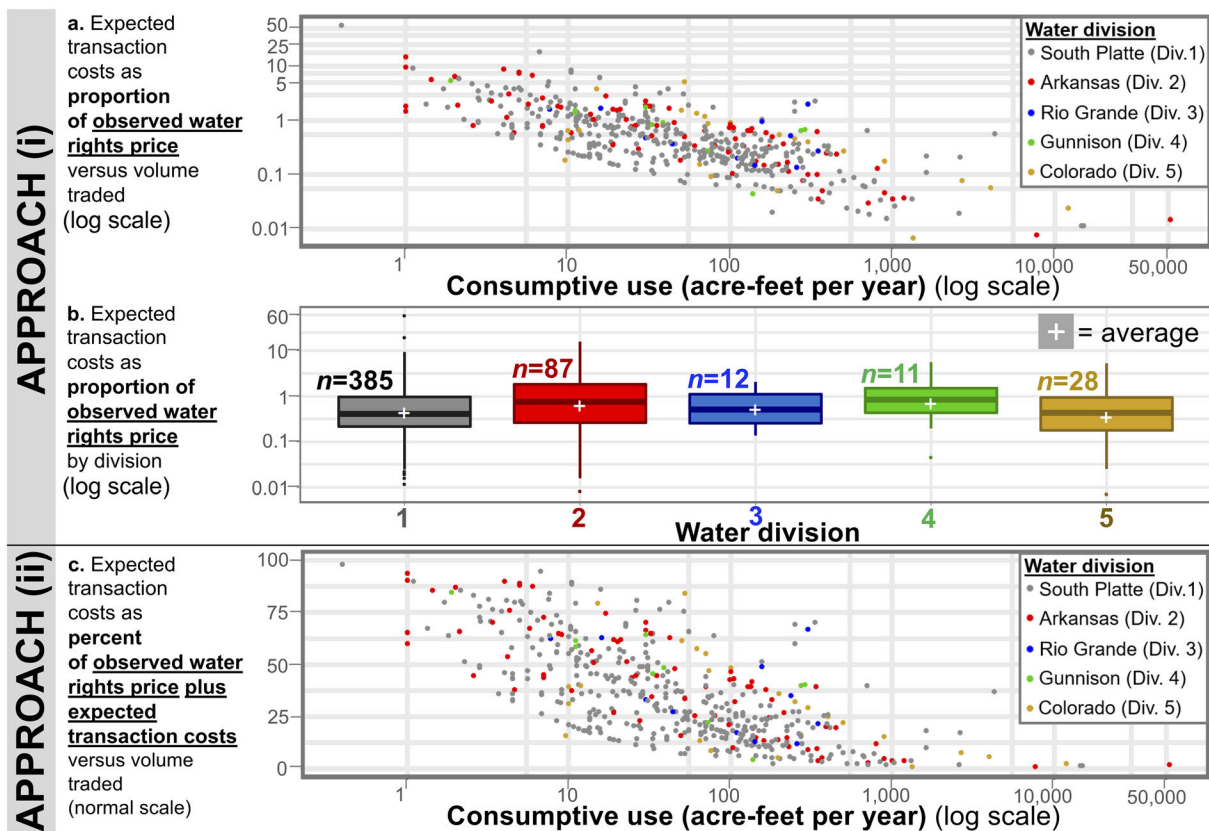 APPROACH (i)
a. Expected
transaction
costs as
proportion
of observed water
rights price
versus volume
traded
(log scale)
50
25
10
5
1
0.1
0.01
Water division
South Platte (Div.1)
Arkansas (Div. 2)
Rio Grande (Div. 3)
Gunnison (Div. 4)
Colorado (Div. 5)
1 10 100 1,000 10,000 50,000
Consumptive use (acre-feet per year) (log scale)
b. Expected
transaction
costs as
proportion of
observed water
rights price
by division
(log scale)
60
10
1
0.1
0.01
+ = average
n=385
n=87
n=12
n=11
n=28
1 2 3 4 5
Water division
APPROACH (ii)
c. Expected
transaction
costs as
percent
of observed water
rights price plus
expected
transaction costs
versus volume
traded
(normal scale)
100
75
50
25
0
Water division
South Platte (Div.1)
Arkansas (Div. 2)
Rio Grande (Div. 3)
Gunnison (Div. 4)
Colorado (Div. 5)
1 10 100 1,000 10,000 50,000
Consumptive use (acre-feet per year) (log scale)